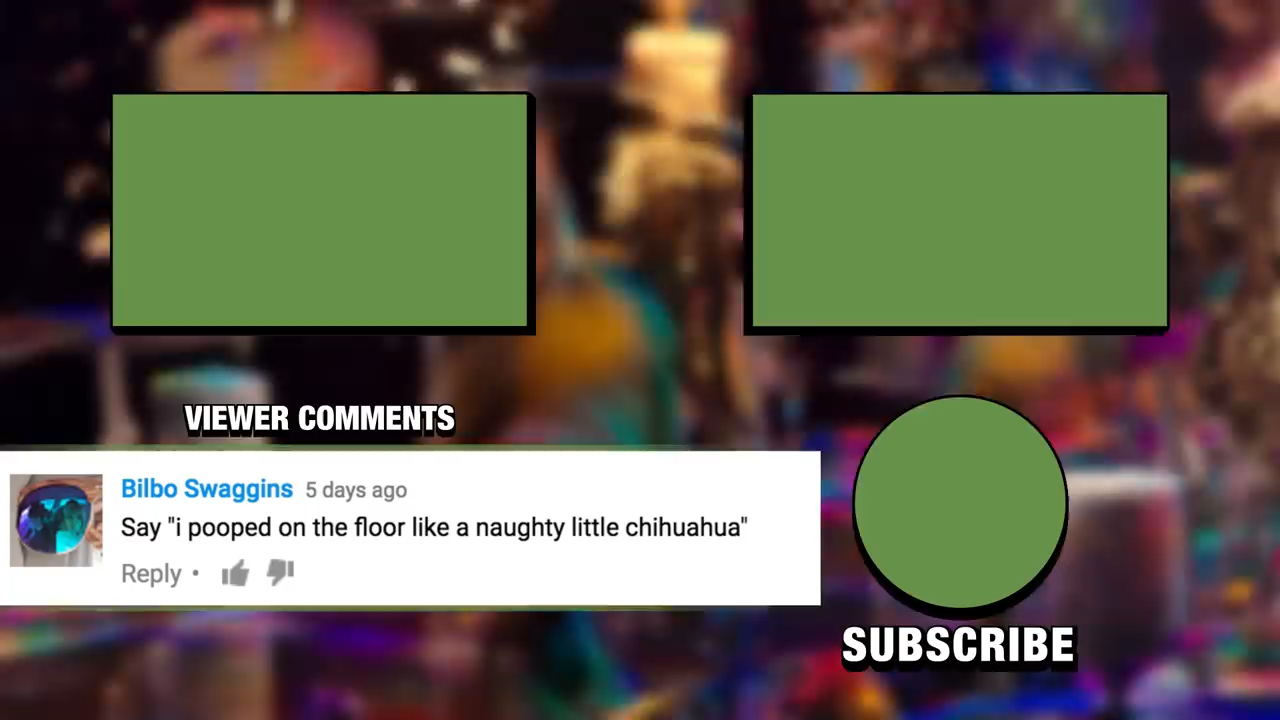 VIEWER COMMENTS
Bilbo Swaggins 5 days ago
Say "i pooped on the floor like a naughty little chihuahua"
Reply •
SUBSCRIBE